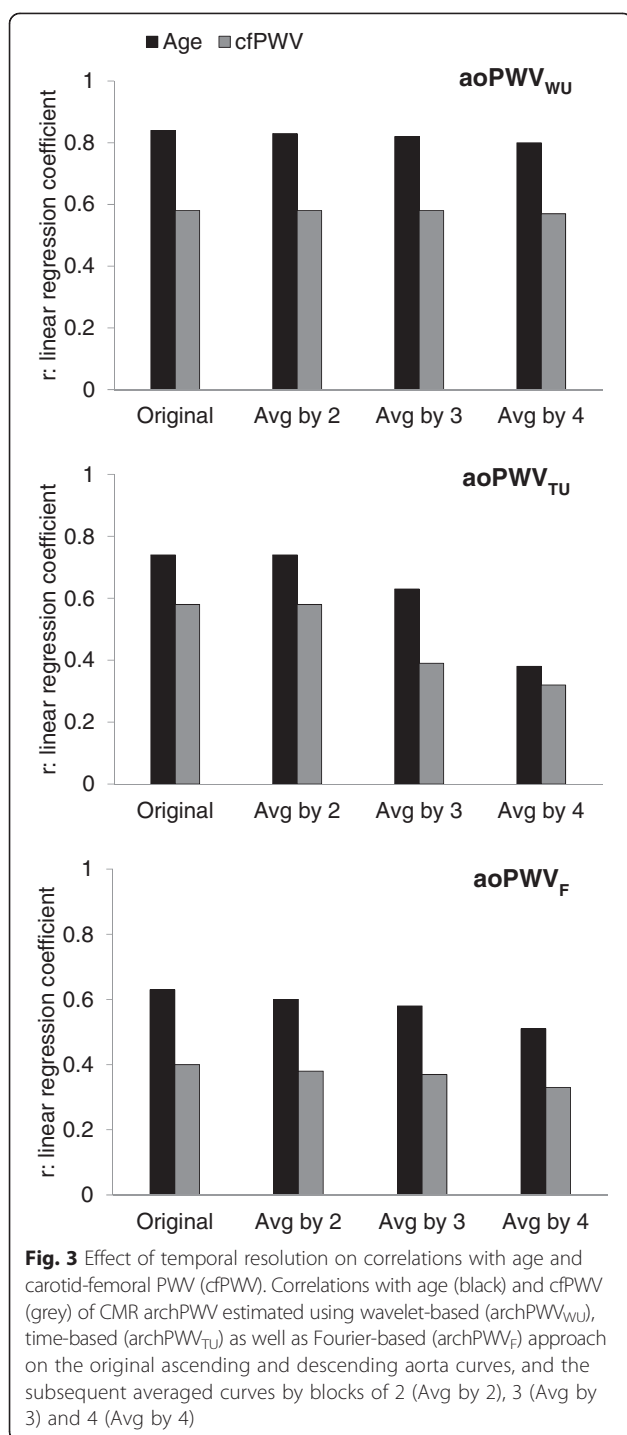 Age cfPWV
aoPWVWU
r: linear regression coefficient
1
0.8
0.6
0.4
0.2
0
Original Avg by 2 Avg by 3 Avg by 4
aoPWVTU
r: linear regression coefficient
1
0.8
0.6
0.4
0.2
0
Original Avg by 2 Avg by 3 Avg by 4
aoPWVF
r: linear regression coefficient
1
0.8
0.6
0.4
0.2
0
Original Avg by 2 Avg by 3 Avg by 4
Fig. 3 Effect of temporal resolution on correlations with age and
carotid-femoral PWV (cfPWV). Correlations with age (black) and cfPWV
(grey) of CMR archPWV estimated using wavelet-based (archPWVWU),
time-based (archPWVTU) as well as Fourier-based (archPWVF) approach
on the original ascending and descending aorta curves, and the
subsequent averaged curves by blocks of 2 (Avg by 2), 3 (Avg by
3) and 4 (Avg by 4)